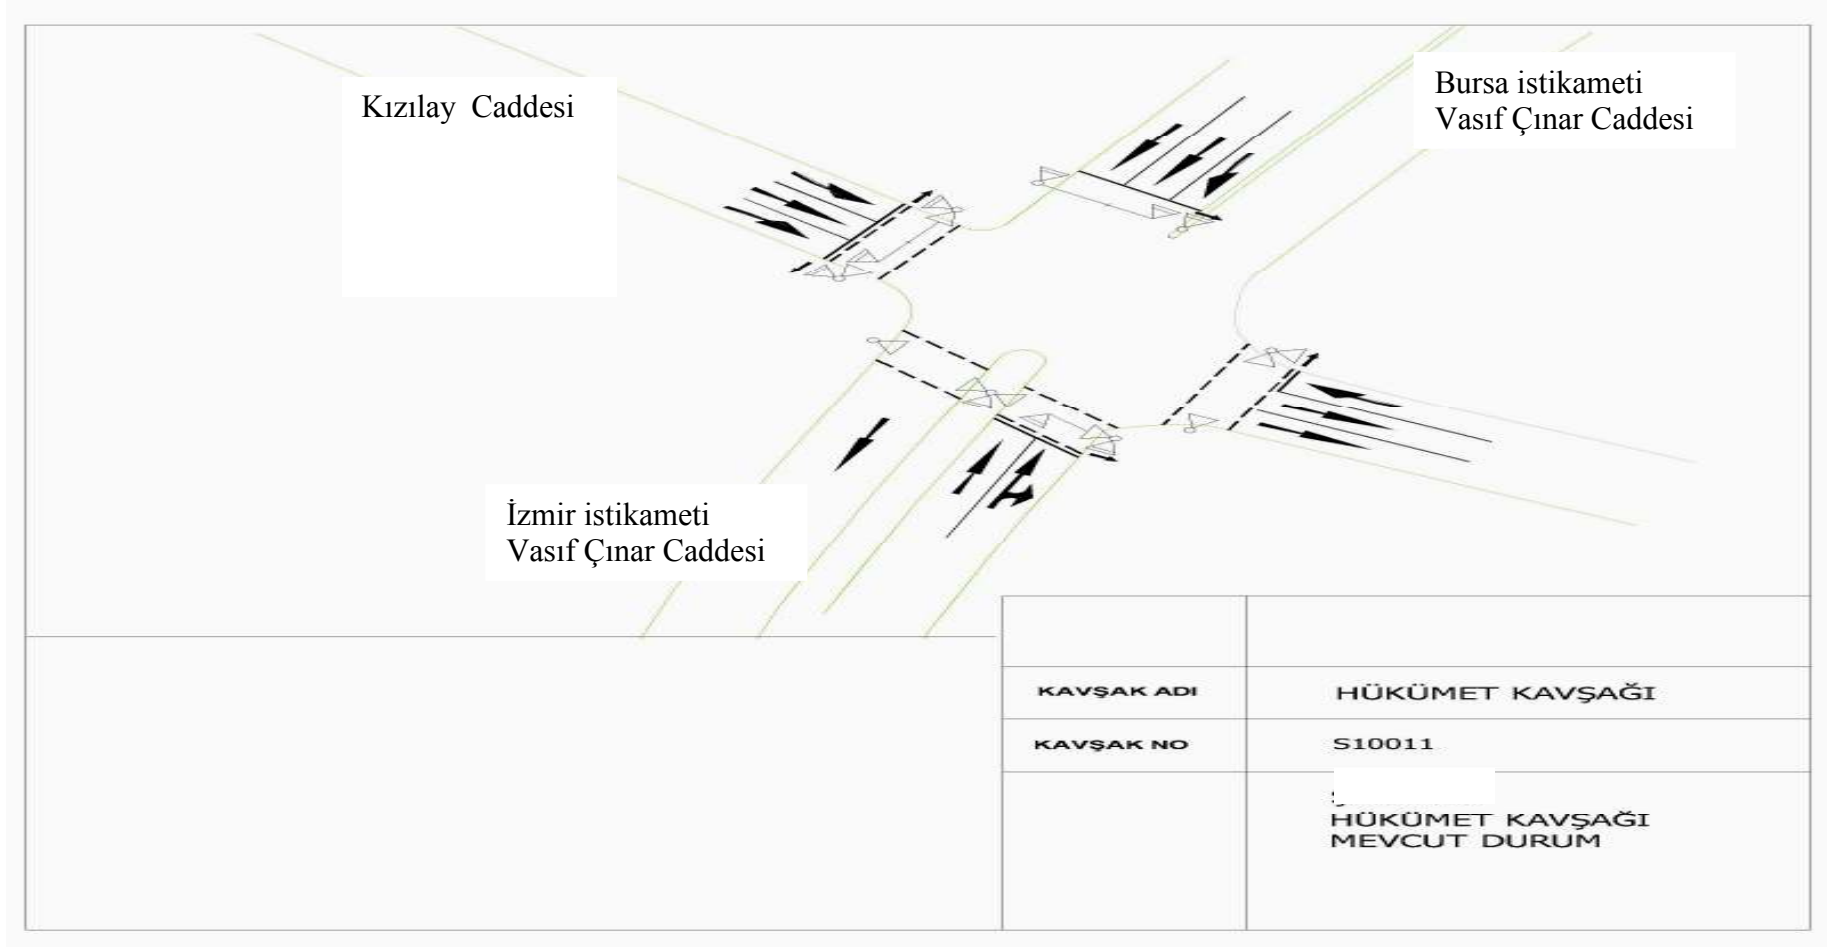 Kızılay Caddesi
Bursa istikameti
Vasıf Çınar Caddesi
İzmir istikameti
Vasıf Çınar Caddesi
KAVŞAK ADI HÜKÜMET KAVŞAĞI
KAVŞAK NO S10011
HÜKÜMET KAVŞAĞI
MEVCUT DURUM